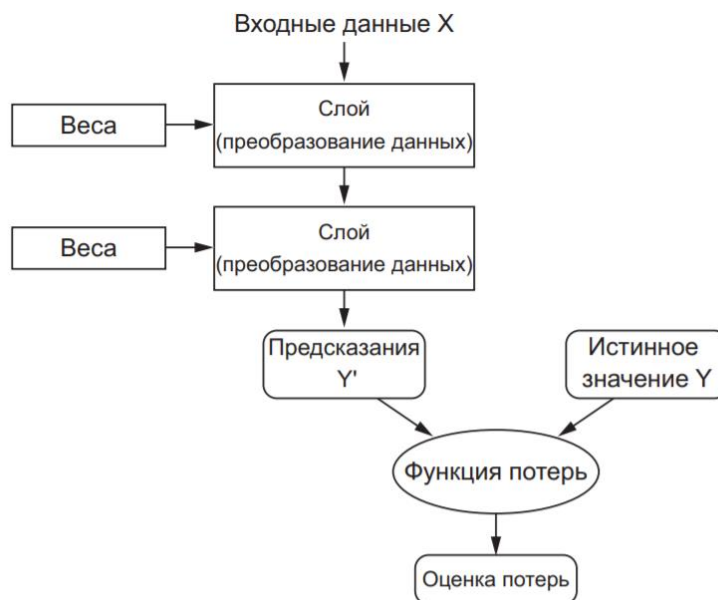 Входные данные X
Веса
Слой
(преобразование данных)
Веса
Слой
(преобразование данных)
Предсказания
Y'
Истинное
значение Y
Функция потерь
Оценка потерь